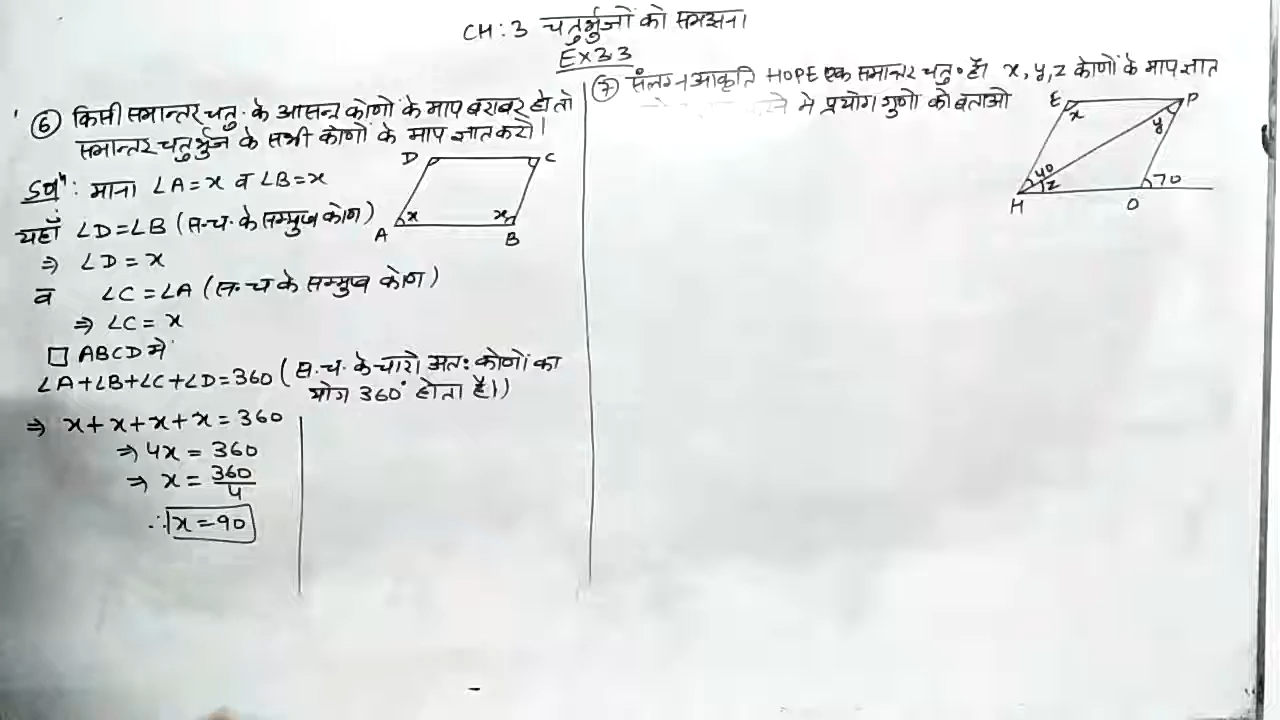 CH:3 चतुर्भुजों को समझना
Ex 3.3
⑥ किसी समान्तर चतु. के आसन्न कोणों के माप बराबर हो तो
समान्तर चतुर्भुज के सभी कोणों के माप ज्ञात करो।
D C
A x x B
Solⁿ: माना ∠A=x व ∠B=x
यहाँ ∠D=∠B (स.च. के सम्मुख कोण)
⇒ ∠D=x
व ∠C=∠A (स.च के सम्मुख कोण)
⇒ ∠C=x
□ABCD मे
∠A+∠B+∠C+∠D=360 (स.च. के चारो अतः कोणों का
योग 360° होता है।)
⇒ x+x+x+x=360
⇒ 4x=360
⇒ x=360/4
∴ x=90
⑦ संलग्न आकृति HOPE एक समान्तर चतु॰ है। x,y,z कोणों के माप ज्ञात
मे प्रयोग गुणो को बताओ
E P
x y
40 z 70
H O